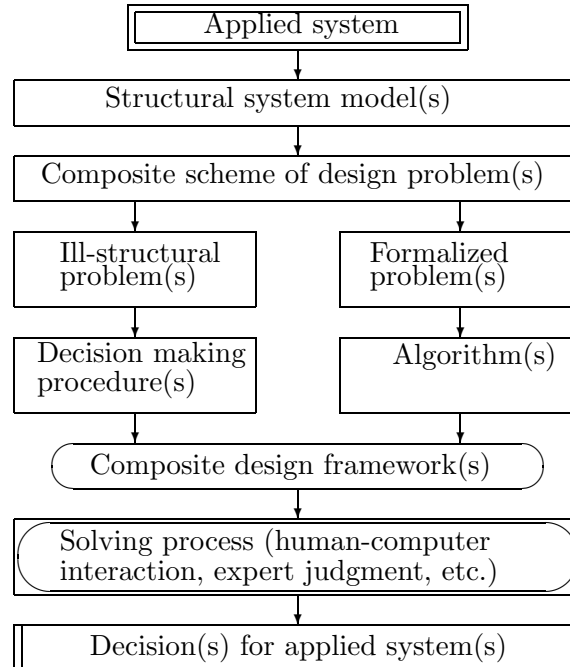 Applied system
Structural system model(s)
Composite scheme of design problem(s)
Ill-structural
problem(s)
Formalized
problem(s)
Decision making
procedure(s)
Algorithm(s)
Composite design framework(s)
Solving process (human-computer
interaction, expert judgment, etc.)
Decision(s) for applied system(s)